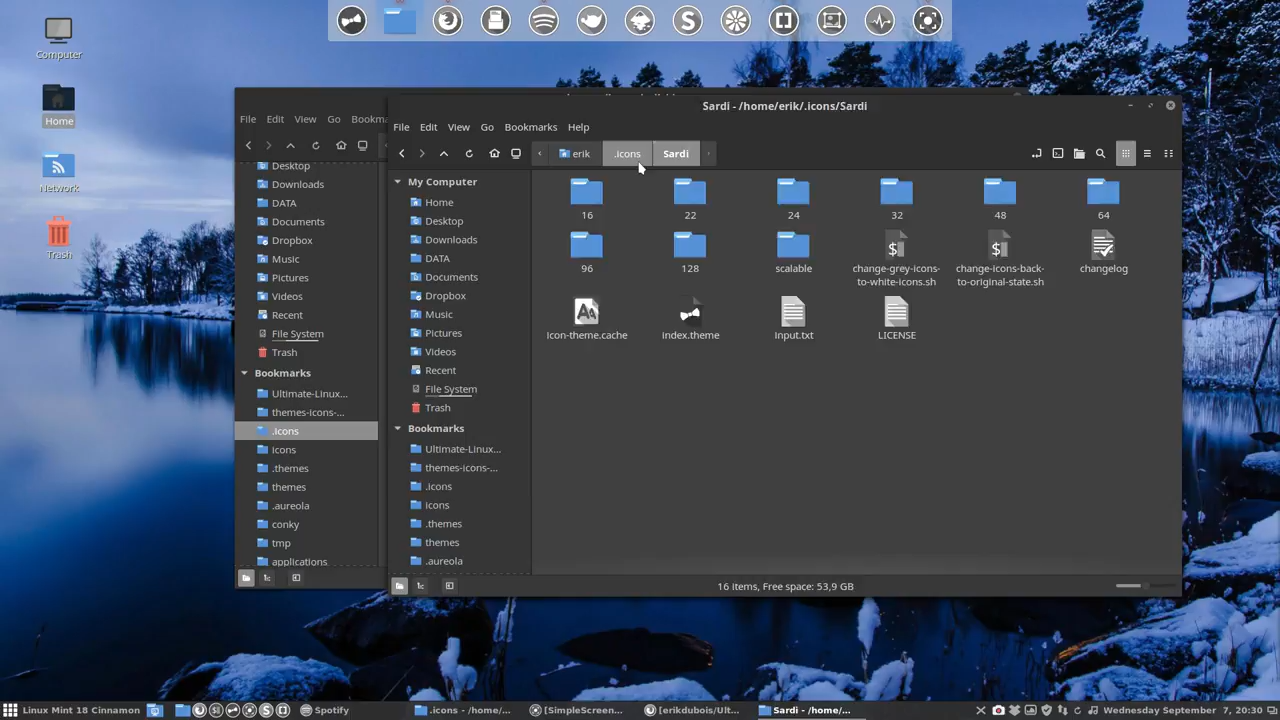 Computer
Home
Network
Trash
File
Edit
View
Go
Bookma
Desktop
Downloads
DATA
Documents
Dropbox
Music
Pictures
Videos
Recent
File System
Trash
Bookmarks
Ultimate-Linux...
themes-icons-...
.icons
icons
.themes
themes
.aureola
conky
tmp
applications
Sardi - /home/erik/.icons/Sardi
File
Edit
View
Go
Bookmarks
Help
erik
.icons
Sardi
My Computer
Home
Desktop
Downloads
DATA
Documents
Dropbox
Music
Pictures
Videos
Recent
File System
Trash
Bookmarks
Ultimate-Linux...
themes-icons-...
.icons
icons
.themes
themes
.aureola
16
22
24
32
48
64
96
128
scalable
change-grey-icons-
to-white-icons.sh
change-icons-back-
to-original-state.sh
changelog
icon-theme.cache
index.theme
input.txt
LICENSE
16 items, Free space: 53,9 GB
Linux Mint 18 Cinnamon
Spotify
.icons - /home/...
[SimpleScreen...
[erikdubois/Ult...
Sardi - /home/...
Wednesday September 7, 20:30